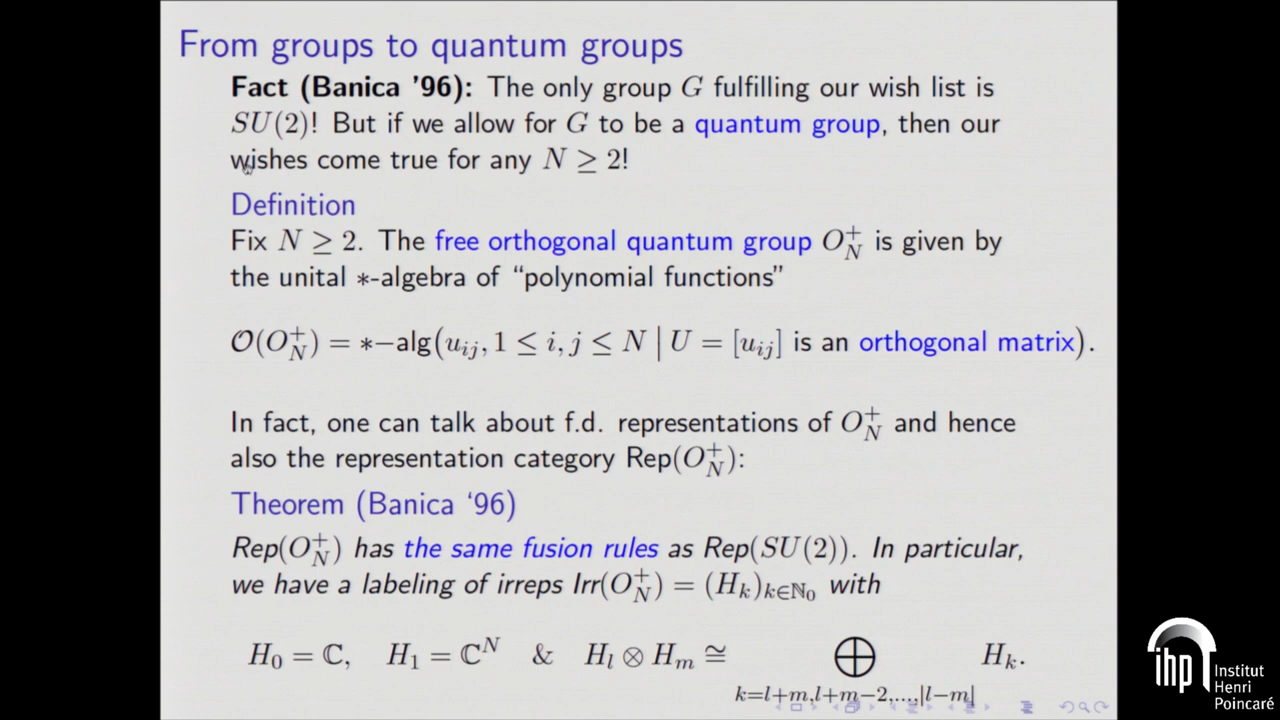 From groups to quantum groups
Fact (Banica '96): The only group G fulfilling our wish list is
SU(2)! But if we allow for G to be a quantum group, then our
wishes come true for any N ≥ 2!
Definition
Fix N ≥ 2. The free orthogonal quantum group O_N^+ is given by
the unital ∗-algebra of “polynomial functions”
𝒪(O_N^+) = ∗−alg(u_{ij}, 1 ≤ i, j ≤ N | U = [u_{ij}] is an orthogonal matrix).
In fact, one can talk about f.d. representations of O_N^+ and hence
also the representation category Rep(O_N^+):
Theorem (Banica ‘96)
Rep(O_N^+) has the same fusion rules as Rep(SU(2)). In particular,
we have a labeling of irreps Irr(O_N^+) = (H_k)_{k∈ℕ_0} with
H_0 = ℂ, H_1 = ℂ^N & H_l ⊗ H_m ≅ ⊕ H_k.
k=l+m,l+m−2,...,|l−m|
ihp
Institut
Henri
Poincaré